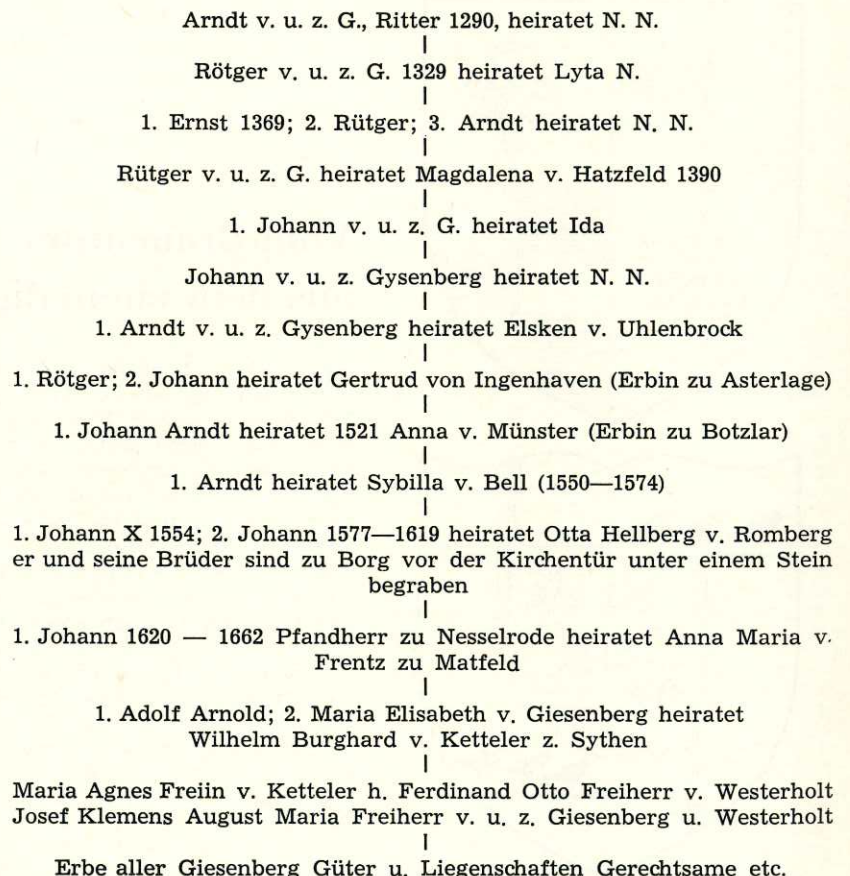 Arndt v. u. z. G., Ritter 1290, heiratet N. N.
Rötger v. u. z. G. 1329 heiratet Lyta N.
1. Ernst 1369; 2. Rütger; 3. Arndt heiratet N. N.
Rütger v. u. z. G. heiratet Magdalena v. Hatzfeld 1390
1. Johann v. u. z. G. heiratet Ida
Johann v. u. z. Gysenberg heiratet N. N.
1. Arndt v. u. z. Gysenberg heiratet Elsken v. Uhlenbrock
1. Rötger; 2. Johann heiratet Gertrud von Ingenhaven (Erbin zu Asterlage)
1. Johann Arndt heiratet 1521 Anna v. Münster (Erbin zu Botzlar)
1. Arndt heiratet Sybilla v. Bell (1550—1574)
1. Johann X 1554; 2. Johann 1577—1619 heiratet Otta Hellberg v. Romberg
er und seine Brüder sind zu Borg vor der Kirchentür unter einem Stein
begraben
1. Johann 1620 — 1662 Pfandherr zu Nesselrode heiratet Anna Maria v.
Frentz zu Matfeld
1. Adolf Arnold; 2. Maria Elisabeth v. Giesenberg heiratet
Wilhelm Burghard v. Ketteler z. Sythen
Maria Agnes Freiin v. Ketteler h. Ferdinand Otto Freiherr v. Westerholt
Josef Klemens August Maria Freiherr v. u. z. Giesenberg u. Westerholt
Erbe aller Giesenberg Güter u. Liegenschaften Gerechtsame etc.